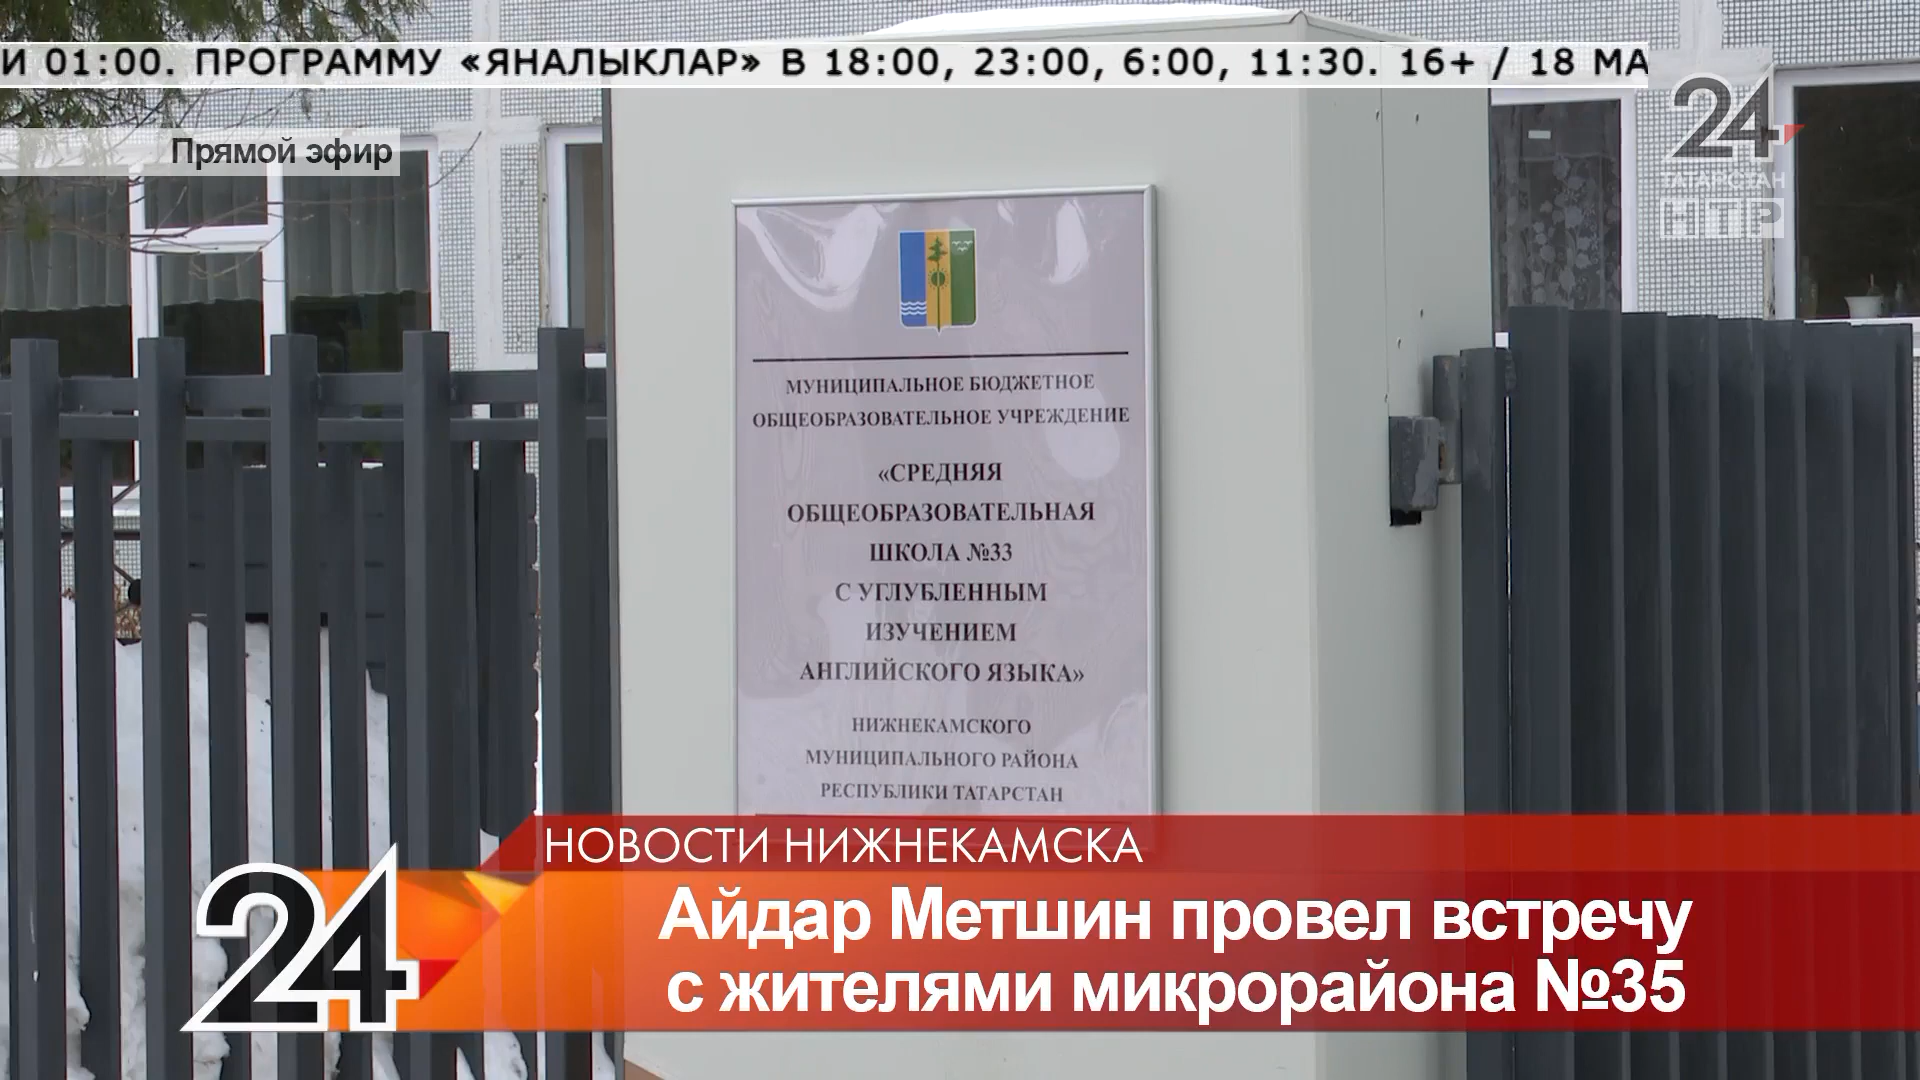 И 01:00. ПРОГРАММУ «ЯНАЛЫКЛАР» В 18:00, 23:00, 6:00, 11:30. 16+ / 18 МА
Прямой эфир
24
ТАТАРСТАН
НТР
МУНИЦИПАЛЬНОЕ БЮДЖЕТНОЕ
ОБЩЕОБРАЗОВАТЕЛЬНОЕ УЧРЕЖДЕНИЕ
«СРЕДНЯЯ
ОБЩЕОБРАЗОВАТЕЛЬНАЯ
ШКОЛА №33
С УГЛУБЛЕННЫМ
ИЗУЧЕНИЕМ
АНГЛИЙСКОГО ЯЗЫКА»
НИЖНЕКАМСКОГО
МУНИЦИПАЛЬНОГО РАЙОНА
РЕСПУБЛИКИ ТАТАРСТАН
НОВОСТИ НИЖНЕКАМСКА
24
Айдар Метшин провел встречу
с жителями микрорайона №35